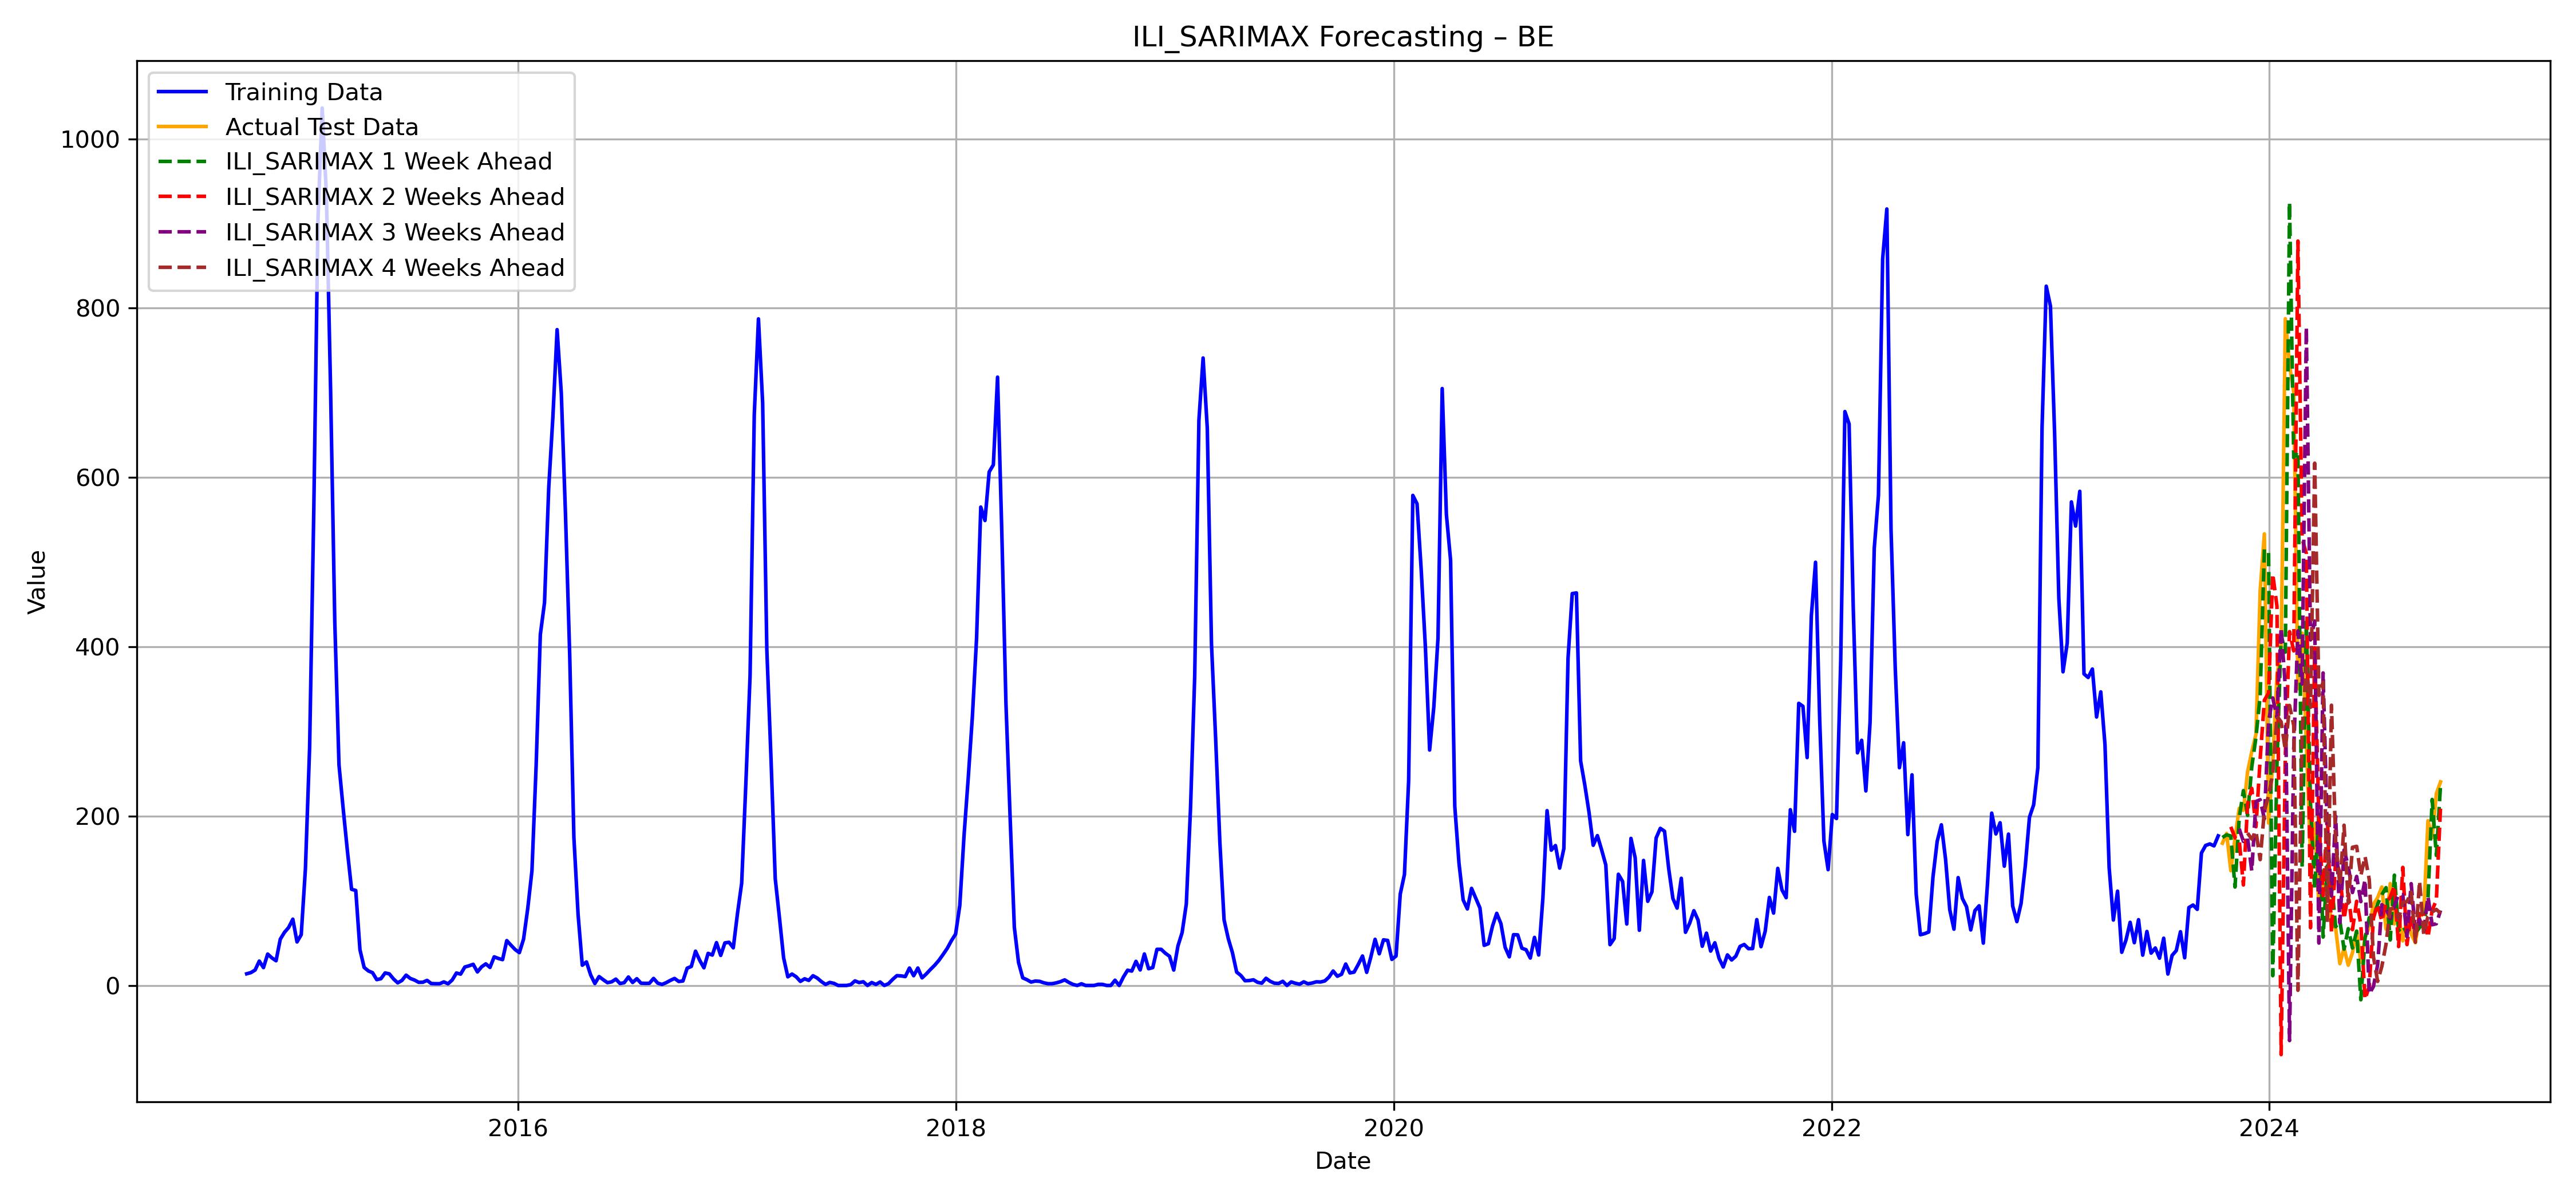 ILI_SARIMAX Forecasting – BE
Training Data
Actual Test Data
ILI_SARIMAX 1 Week Ahead
ILI_SARIMAX 2 Weeks Ahead
ILI_SARIMAX 3 Weeks Ahead
ILI_SARIMAX 4 Weeks Ahead
1000
800
600
400
200
0
Value
2016
2018
2020
2022
2024
Date